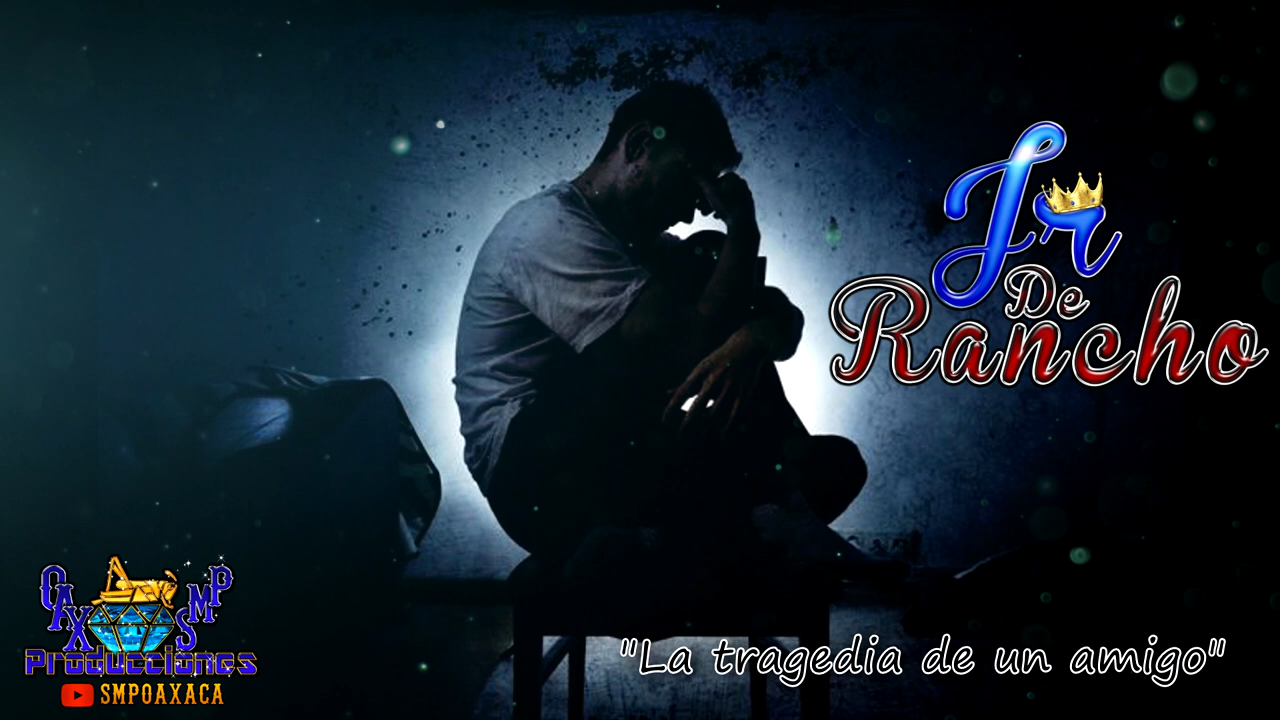 Jr
De
Rancho
OAX SMP
Producciones
SMPOAXACA
"La tragedia de un amigo"